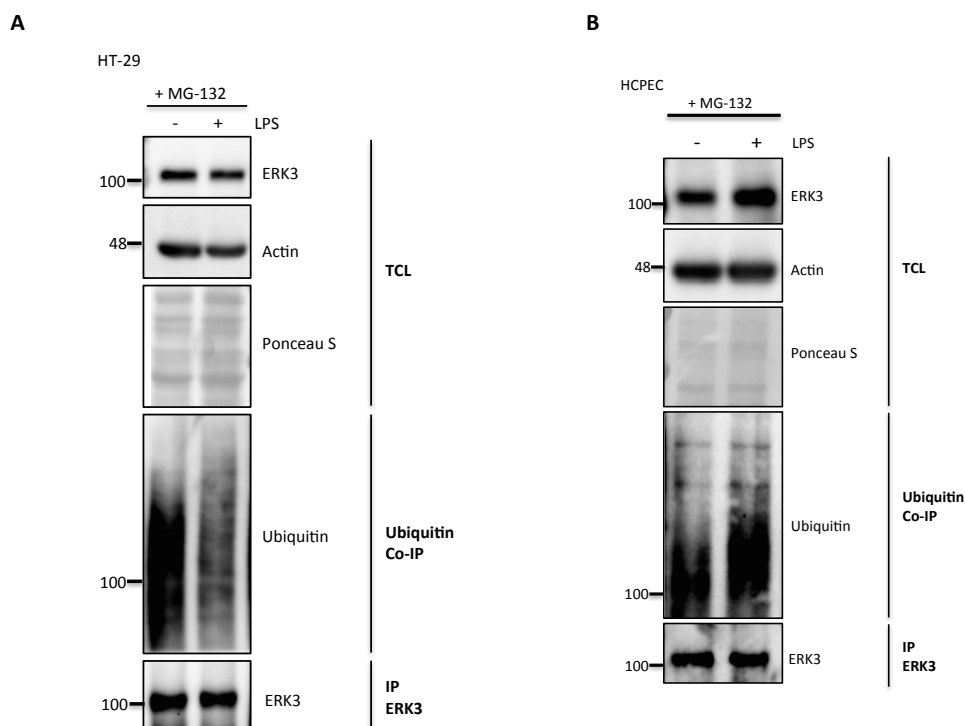 A
HT-29
+ MG-132
- + LPS
100 ERK3
48 Actin
Ponceau S
TCL
100 Ubiquitin
Ubiquitin
Co-IP
100 ERK3
IP
ERK3
B
HCPEC
+ MG-132
- + LPS
100 ERK3
48 Actin
Ponceau S
TCL
100 Ubiquitin
Ubiquitin
Co-IP
100 ERK3
IP
ERK3